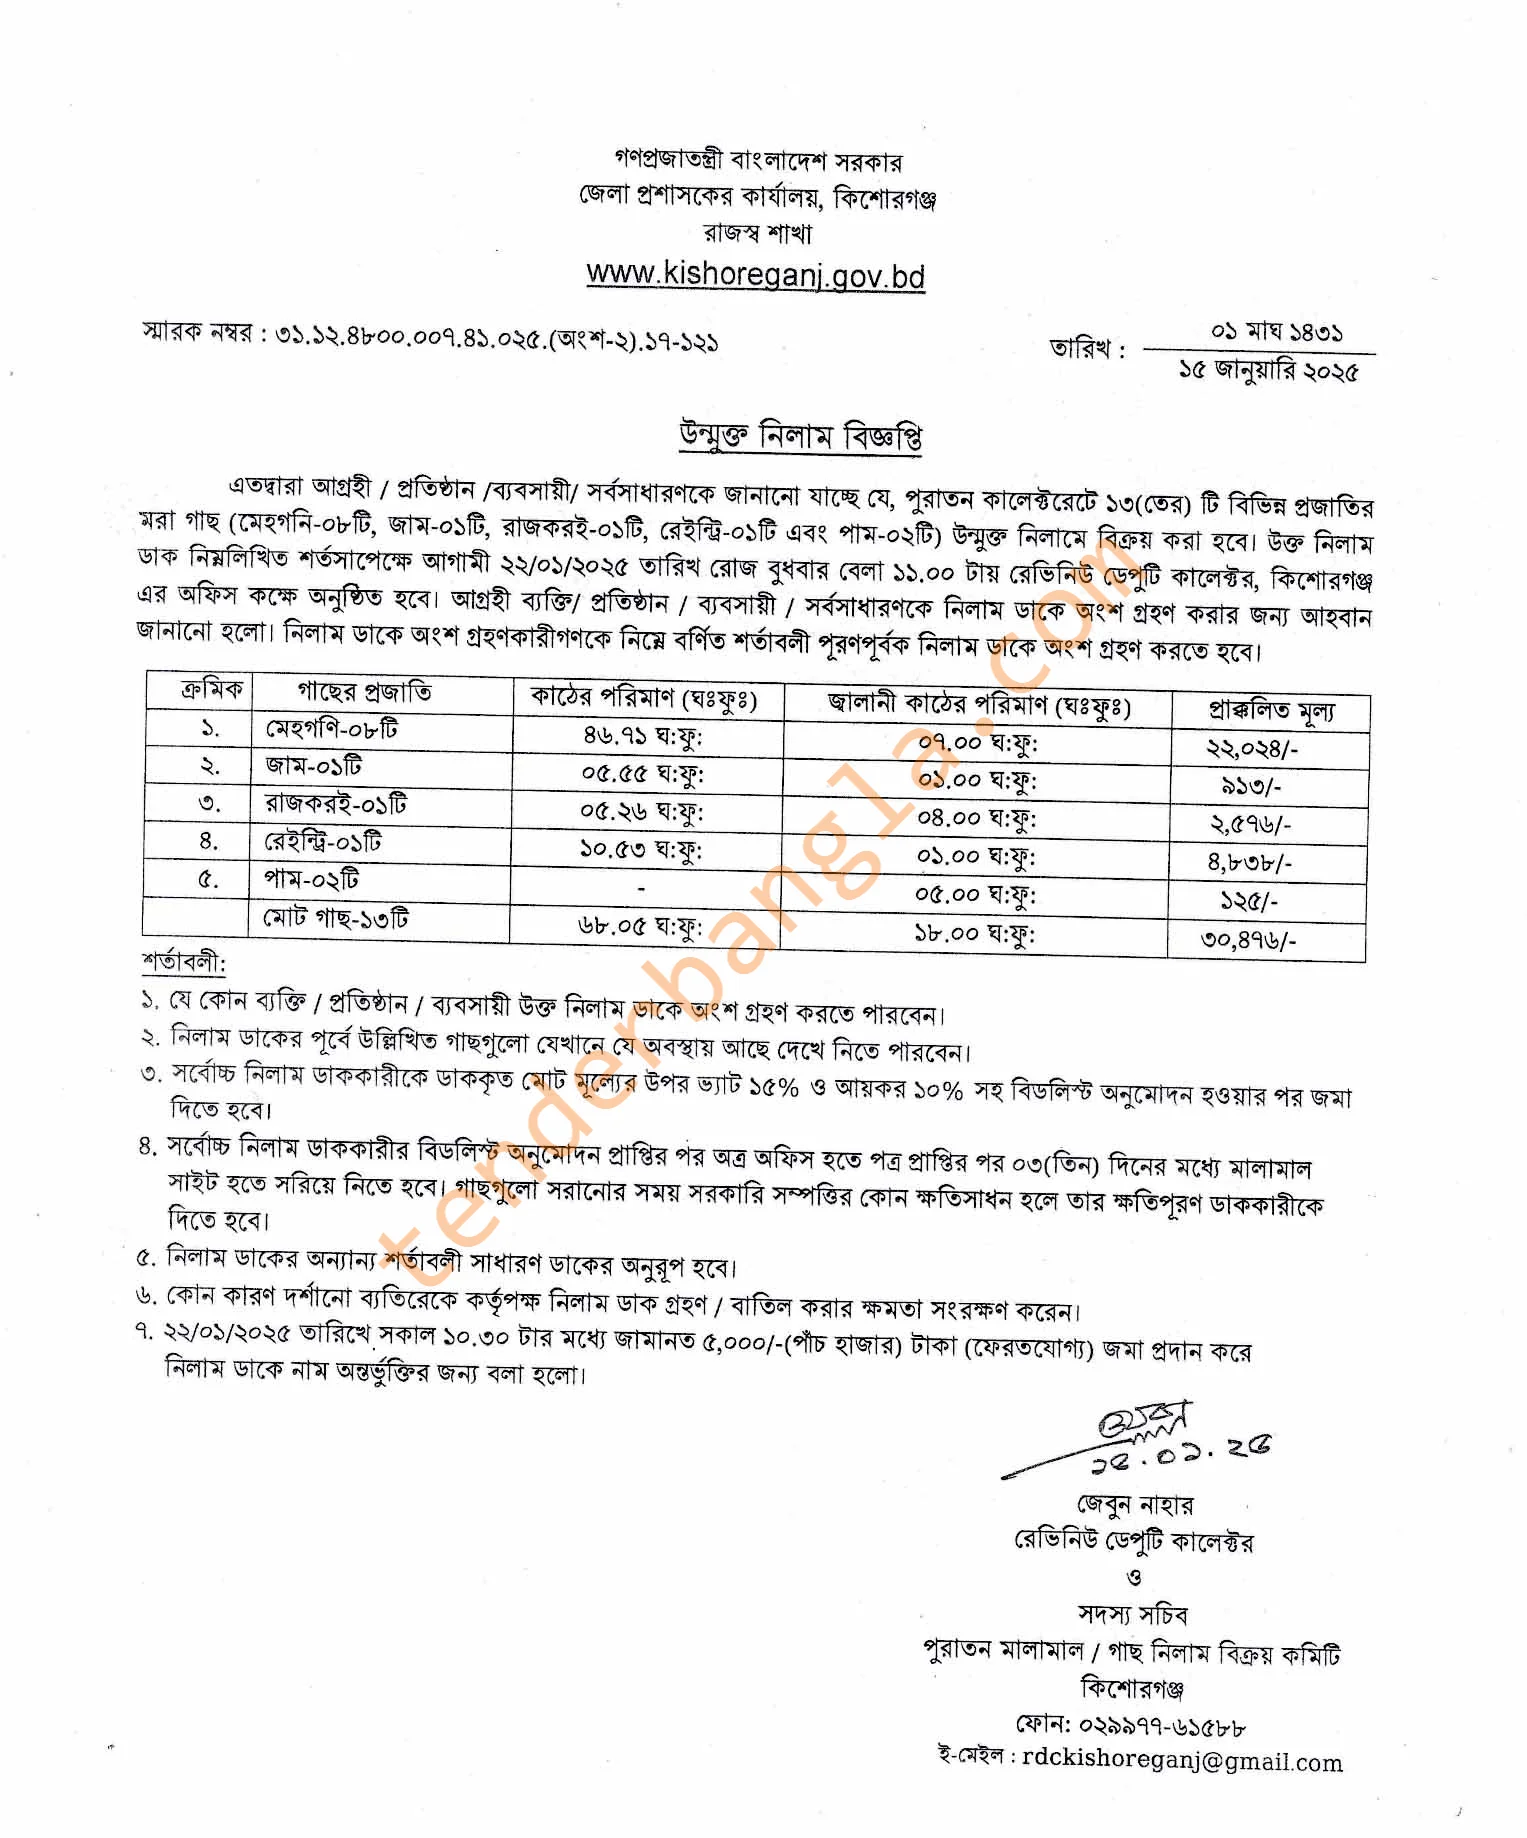 গণপ্রজাতন্ত্রী বাংলাদেশ সরকার
জেলা প্রশাসকের কার্যালয়, কিশোরগঞ্জ
রাজস্ব শাখা
www.kishoreganj.gov.bd
স্মারক নম্বর : ৩১.১২.৪৮০০.০০৭.৪১.০২৫.(অংশ-২).১৭-১২১
তারিখ : ০১ মাঘ ১৪৩১
১৫ জানুয়ারি ২০২৫
উন্মুক্ত নিলাম বিজ্ঞপ্তি
এতদ্বারা আগ্রহী / প্রতিষ্ঠান /ব্যবসায়ী/ সর্বসাধারণকে জানানো যাচ্ছে যে, পুরাতন কালেক্টরেটে ১৩(তের) টি বিভিন্ন প্রজাতির
মরা গাছ (মেহগনি-০৮টি, জাম-০১টি, রাজকরই-০১টি, রেইন্ট্রি-০১টি এবং পাম-০২টি) উন্মুক্ত নিলামে বিক্রয় করা হবে। উক্ত নিলাম
ডাক নিম্নলিখিত শর্তসাপেক্ষে আগামী ২২/০১/২০২৫ তারিখ রোজ বুধবার বেলা ১১.০০ টায় রেভিনিউ ডেপুটি কালেক্টর, কিশোরগঞ্জ
এর অফিস কক্ষে অনুষ্ঠিত হবে। আগ্রহী ব্যক্তি/ প্রতিষ্ঠান / ব্যবসায়ী / সর্বসাধারণকে নিলাম ডাকে অংশ গ্রহণ করার জন্য আহবান
জানানো হলো। নিলাম ডাকে অংশ গ্রহণকারীগণকে নিম্নে বর্ণিত শর্তাবলী পূরণপূর্বক নিলাম ডাকে অংশ গ্রহণ করতে হবে।
ক্রমিক গাছের প্রজাতি কাঠের পরিমাণ (ঘঃফুঃ) জ্বালানী কাঠের পরিমাণ (ঘঃফুঃ) প্রাক্কলিত মূল্য
১. মেহগণি-০৮টি ৪৬.৭১ ঘ:ফু: ০৭.০০ ঘ:ফু: ২২,০২৪/-
২. জাম-০১টি ০৫.৫৫ ঘ:ফু: ০১.০০ ঘ:ফু: ৯১৩/-
৩. রাজকরই-০১টি ০৫.২৬ ঘ:ফু: ০৪.০০ ঘ:ফু: ২,৫৭৬/-
৪. রেইন্ট্রি-০১টি ১০.৫৩ ঘ:ফু: ০১.০০ ঘ:ফু: ৪,৮৩৮/-
৫. পাম-০২টি - ০৫.০০ ঘ:ফু: ১২৫/-
মোট গাছ-১৩টি ৬৮.০৫ ঘ:ফু: ১৮.০০ ঘ:ফু: ৩০,৪৭৬/-
শর্তাবলী:
১. যে কোন ব্যক্তি / প্রতিষ্ঠান / ব্যবসায়ী উক্ত নিলাম ডাকে অংশ গ্রহণ করতে পারবেন।
২. নিলাম ডাকের পূর্বে উল্লিখিত গাছগুলো যেখানে যে অবস্থায় আছে দেখে নিতে পারবেন।
৩. সর্বোচ্চ নিলাম ডাককারীকে ডাককৃত মোট মূল্যের উপর ভ্যাট ১৫% ও আয়কর ১০% সহ বিডলিস্ট অনুমোদন হওয়ার পর জমা
দিতে হবে।
৪. সর্বোচ্চ নিলাম ডাককারীর বিডলিস্ট অনুমোদন প্রাপ্তির পর অত্র অফিস হতে পত্র প্রাপ্তির পর ০৩(তিন) দিনের মধ্যে মালামাল
সাইট হতে সরিয়ে নিতে হবে। গাছগুলো সরানোর সময় সরকারি সম্পত্তির কোন ক্ষতিসাধন হলে তার ক্ষতিপূরণ ডাককারীকে
দিতে হবে।
৫. নিলাম ডাকের অন্যান্য শর্তাবলী সাধারণ ডাকের অনুরূপ হবে।
৬. কোন কারণ দর্শানো ব্যতিরেকে কর্তৃপক্ষ নিলাম ডাক গ্রহণ / বাতিল করার ক্ষমতা সংরক্ষণ করেন।
৭. ২২/০১/২০২৫ তারিখে সকাল ১০.৩০ টার মধ্যে জামানত ৫,০০০/-(পাঁচ হাজার) টাকা (ফেরতযোগ্য) জমা প্রদান করে
নিলাম ডাকে নাম অন্তর্ভুক্তির জন্য বলা হলো।
১৫.০১.২৫
জেবুন নাহার
রেভিনিউ ডেপুটি কালেক্টর
ও
সদস্য সচিব
পুরাতন মালামাল / গাছ নিলাম বিক্রয় কমিটি
কিশোরগঞ্জ
ফোন: ০২৯৯৭৭-৬১৫৮৮
ই-মেইল : rdckishoreganj@gmail.com
tenderbangla.com